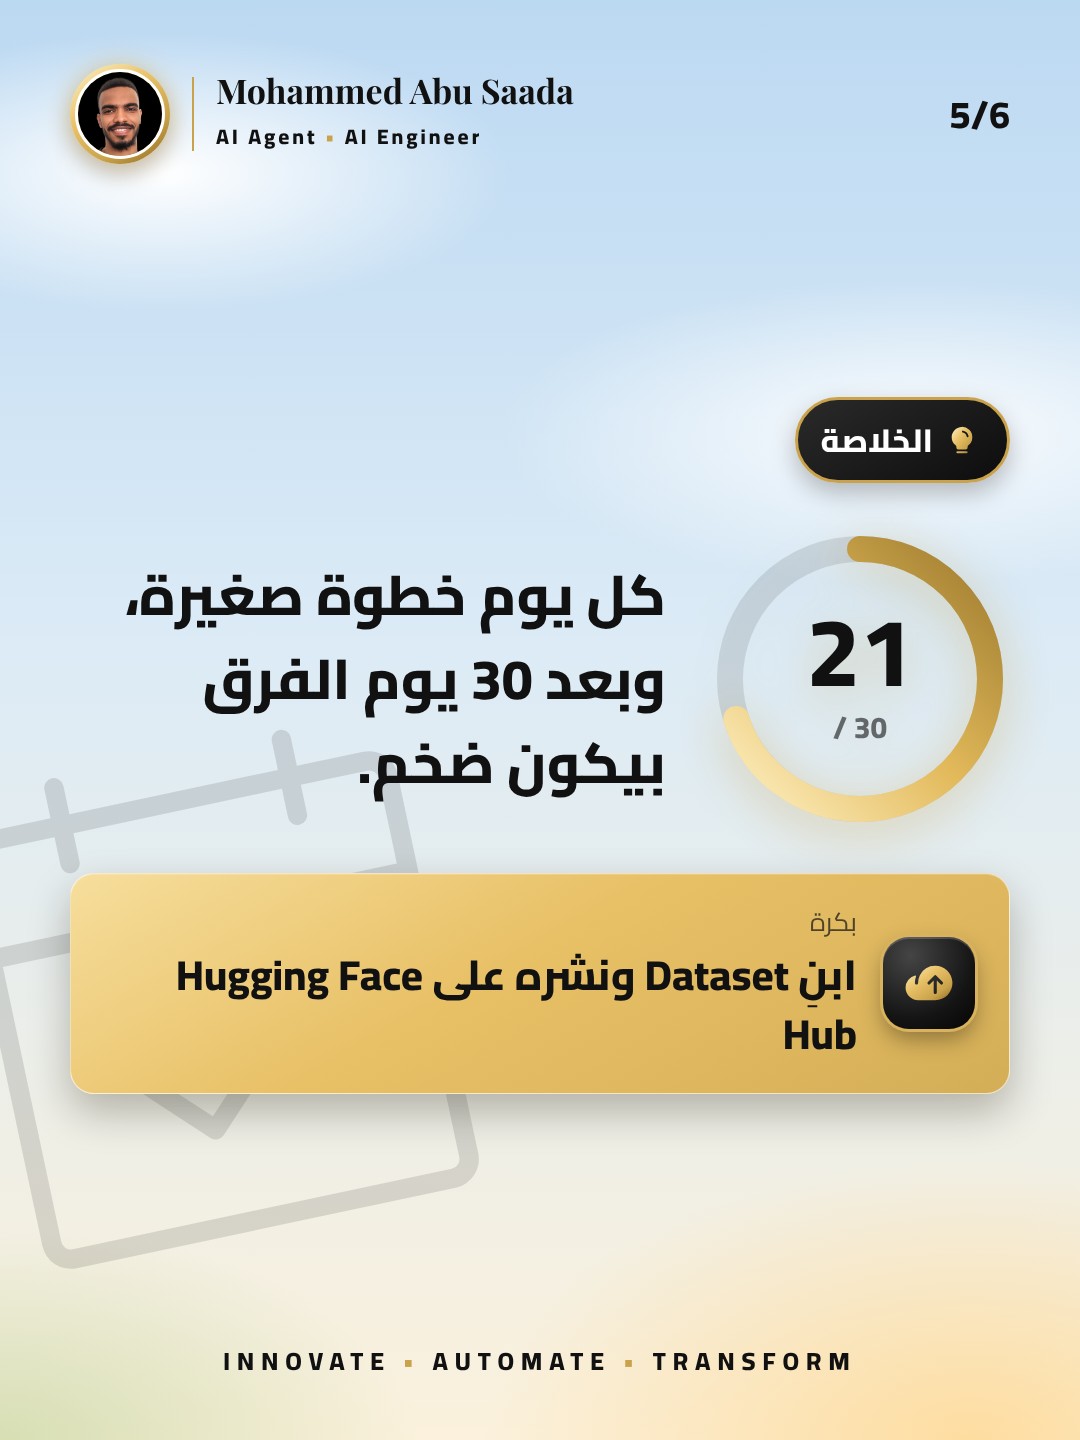 Mohammed Abu Saada
AI Agent ▪ AI Engineer
5/6
الخلاصة
21
/ 30
كل يوم خطوة صغيرة،
وبعد 30 يوم الفرق
بيكون ضخم.
بكرة
ابنِ Dataset ونشره على Hugging Face
Hub
INNOVATE ▪ AUTOMATE ▪ TRANSFORM